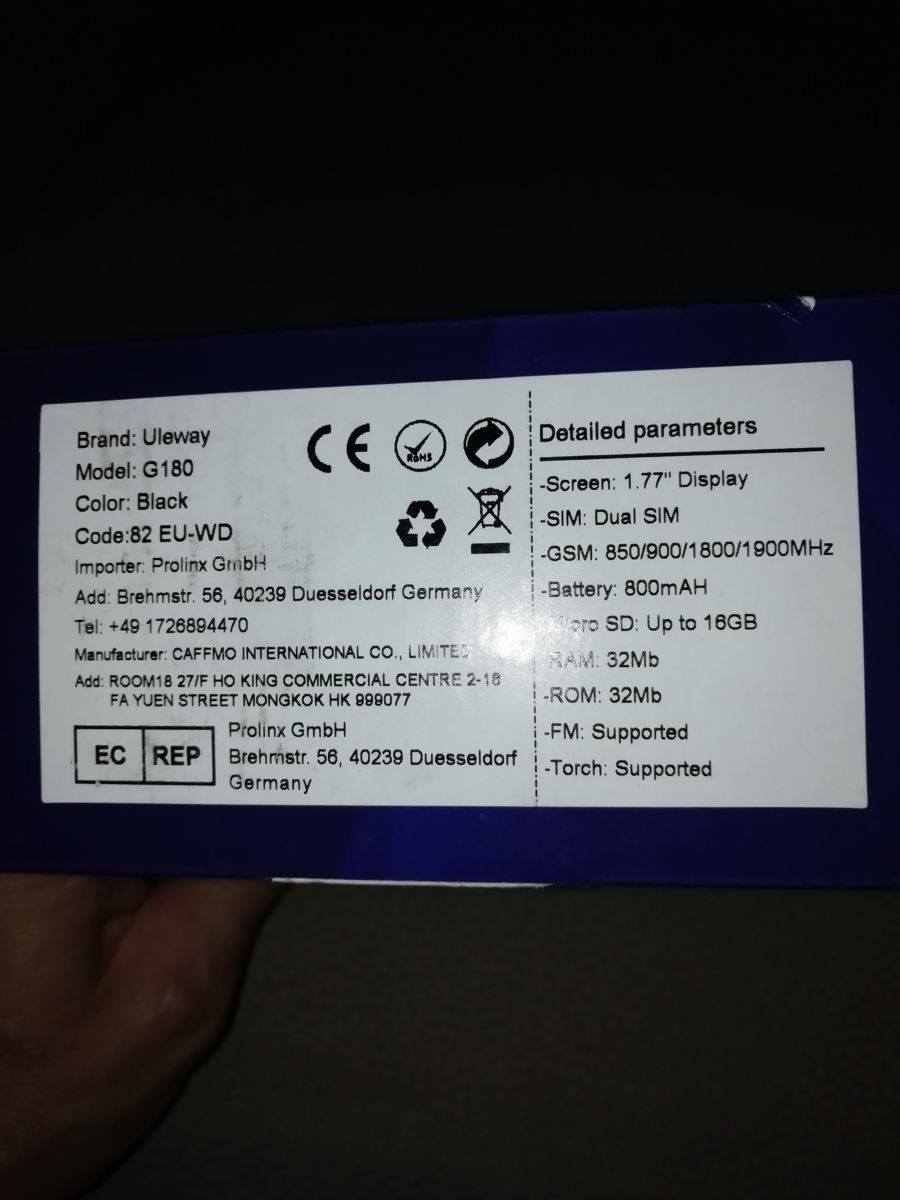 Brand: Uleway
Model: G180
Color: Black
Code:82 EU-WD
Importer: Prolinx GmbH
Add: Brehmstr. 56, 40239 Duesseldorf Germany
Tel: +49 1726894470
Manufacturer: CAFFMO INTERNATIONAL CO., LIMITED
Add: ROOM18 27/F HO KING COMMERCIAL CENTRE 2-16
FA YUEN STREET MONGKOK HK 999077
EC REP
Prolinx GmbH
Brehmstr. 56, 40239 Duesseldorf
Germany
CE
RoHS
Detailed parameters
-Screen: 1.77" Display
-SIM: Dual SIM
-GSM: 850/900/1800/1900MHz
-Battery: 800mAH
-Micro SD: Up to 16GB
-RAM: 32Mb
-ROM: 32Mb
-FM: Supported
-Torch: Supported